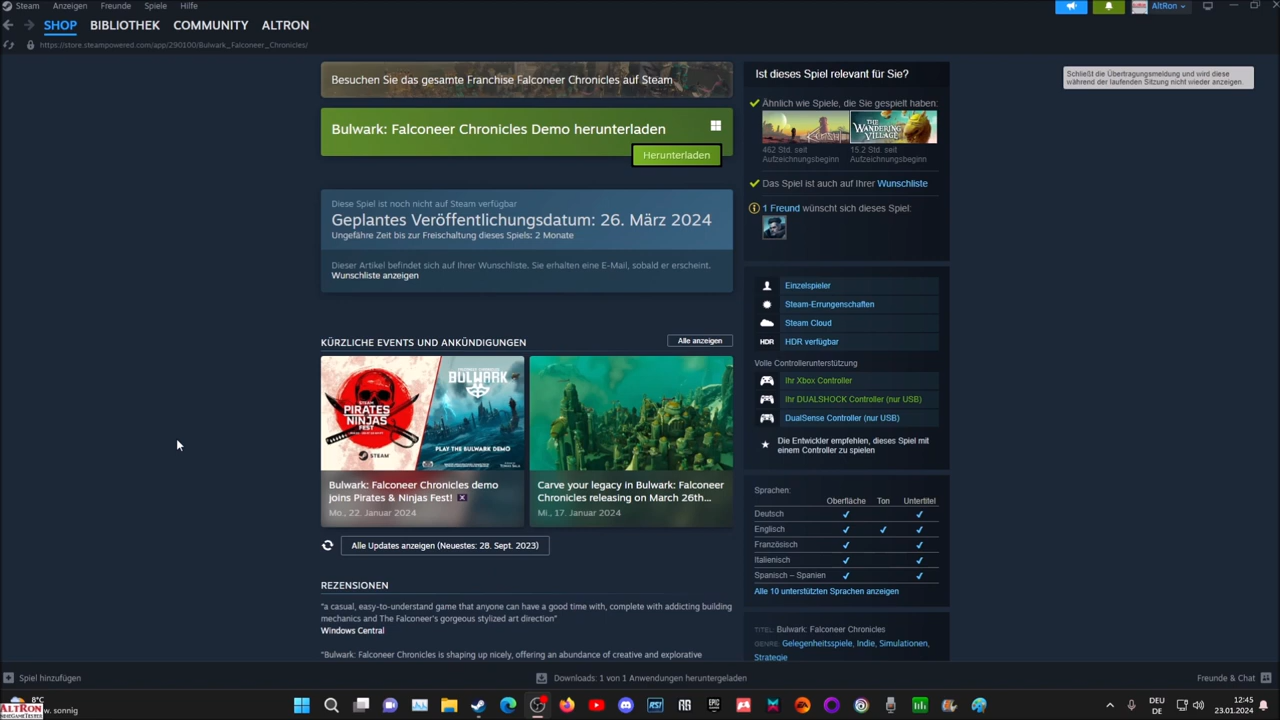 Steam Anzeigen Freunde Spiele Hilfe
AltRon
SHOP BIBLIOTHEK COMMUNITY ALTRON
https://store.steampowered.com/app/290100/Bulwark_Falconeer_Chronicles/
Besuchen Sie das gesamte Franchise Falconeer Chronicles auf Steam
Bulwark: Falconeer Chronicles Demo herunterladen
Herunterladen
Diese Spiel ist noch nicht auf Steam verfügbar
Geplantes Veröffentlichungsdatum: 26. März 2024
Ungefähre Zeit bis zur Freischaltung dieses Spiels: 2 Monate
Dieser Artikel befindet sich auf Ihrer Wunschliste. Sie erhalten eine E-Mail, sobald er erscheint.
Wunschliste anzeigen
KÜRZLICHE EVENTS UND ANKÜNDIGUNGEN
Alle anzeigen
STEAM
PIRATES
NINJAS
FEST
STEAM
BULWARK
PLAY THE BULWARK DEMO
Bulwark: Falconeer Chronicles demo
joins Pirates & Ninjas Fest!
Mo., 22. Januar 2024
Carve your legacy in Bulwark: Falconeer
Chronicles releasing on March 26th...
Mi., 17. Januar 2024
Alle Updates anzeigen (Neuestes: 28. Sept. 2023)
REZENSIONEN
"a casual, easy-to-understand game that anyone can have a good time with, complete with addicting building
mechanics and The Falconeer's gorgeous stylized art direction"
Windows Central
"Bulwark: Falconeer Chronicles is shaping up nicely, offering an abundance of creative and explorative
Ist dieses Spiel relevant für Sie?
Ähnlich wie Spiele, die Sie gespielt haben:
THE
WANDERING
VILLAGE
462 Std. seit
Aufzeichnungsbeginn
15.2 Std. seit
Aufzeichnungsbeginn
Das Spiel ist auch auf Ihrer Wunschliste
1 Freund wünscht sich dieses Spiel:
Einzelspieler
Steam-Errungenschaften
Steam Cloud
HDR HDR verfügbar
Volle Controllerunterstützung
Ihr Xbox Controller
Ihr DUALSHOCK Controller (nur USB)
DualSense Controller (nur USB)
Die Entwickler empfehlen, dieses Spiel mit
einem Controller zu spielen
Sprachen:
Oberfläche Ton Untertitel
Deutsch
Englisch
Französisch
Italienisch
Spanisch – Spanien
Alle 10 unterstützten Sprachen anzeigen
TITEL: Bulwark: Falconeer Chronicles
GENRE: Gelegenheitsspiele, Indie, Simulationen,
Strategie
Schließt die Übertragungsmeldung und wird diese
während der laufenden Sitzung nicht wieder anzeigen.
Spiel hinzufügen
Downloads: 1 von 1 Anwendungen heruntergeladen
Freunde & Chat
8°C
w. sonnig
ALTRON
RSI
EPIC
EA
DEU
DE
12:45
23.01.2024